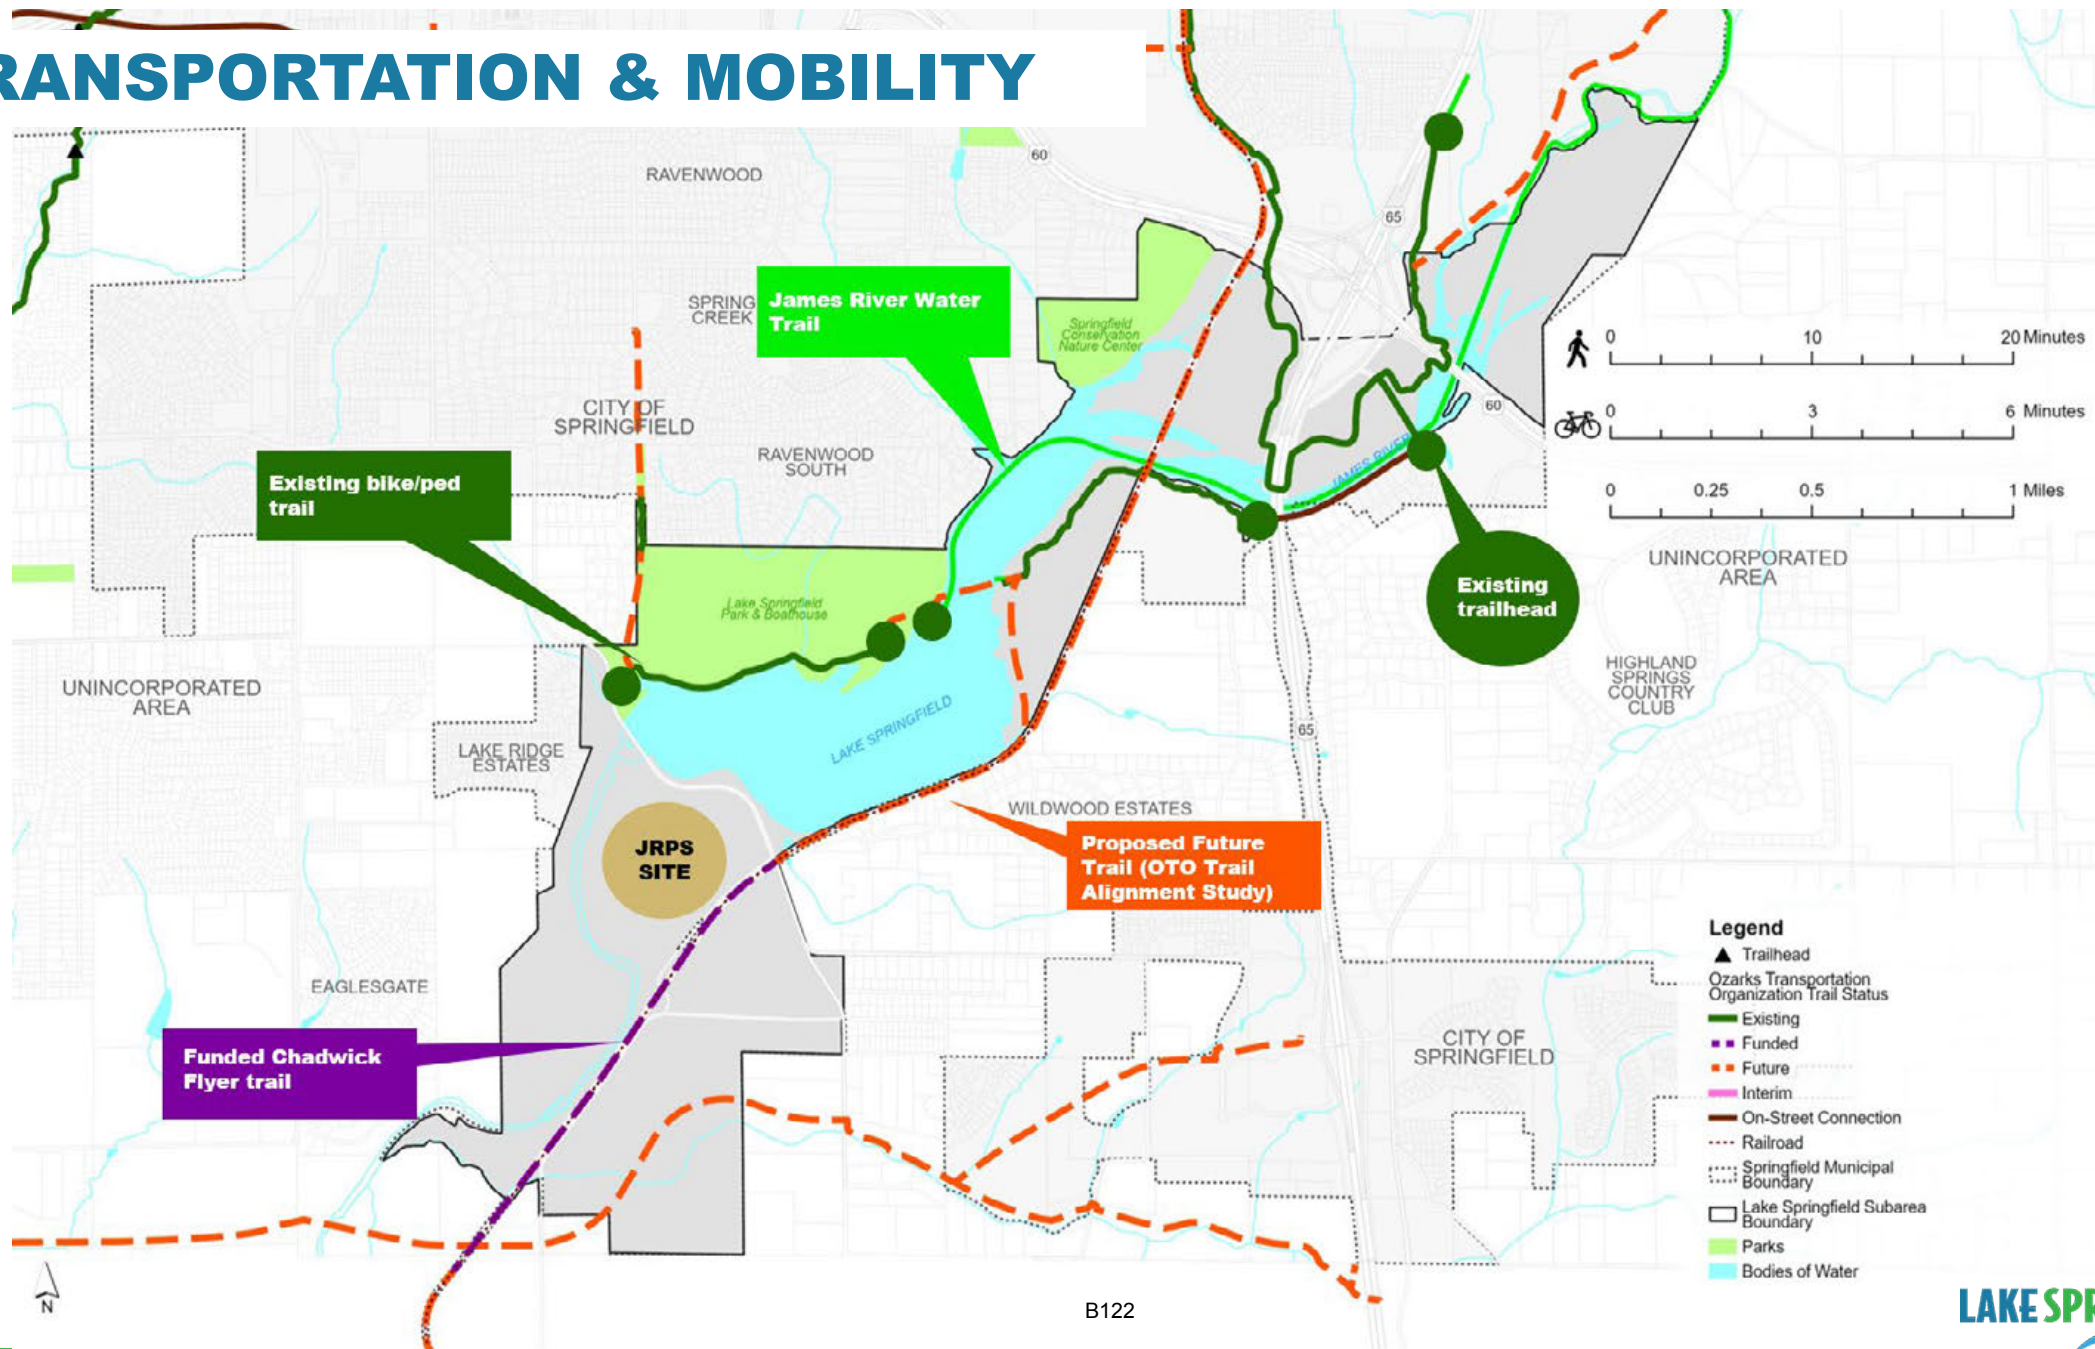 RANSPORTATION & MOBILITY
60
RAVENWOOD
65
SPRING
CREEK
James River Water
Trail
Springfield
Conservation
Nature Center
0 10 20 Minutes
0 3 6 Minutes
0 0.25 0.5 1 Miles
CITY OF
SPRINGFIELD
60
RAVENWOOD
SOUTH
JAMES RIVER
Existing bike/ped
trail
UNINCORPORATED
AREA
Existing
trailhead
Lake Springfield
Park & Boathouse
HIGHLAND
SPRINGS
COUNTRY
CLUB
UNINCORPORATED
AREA
LAKE SPRINGFIELD
65
LAKE RIDGE
ESTATES
WILDWOOD ESTATES
JRPS
SITE
Proposed Future
Trail (OTO Trail
Alignment Study)
EAGLESGATE
CITY OF
SPRINGFIELD
Funded Chadwick
Flyer trail
Legend
Trailhead
Ozarks Transportation
Organization Trail Status
Existing
Funded
Future
Interim
On-Street Connection
Railroad
Springfield Municipal
Boundary
Lake Springfield Subarea
Boundary
Parks
Bodies of Water
N
B122
LAKE SPR